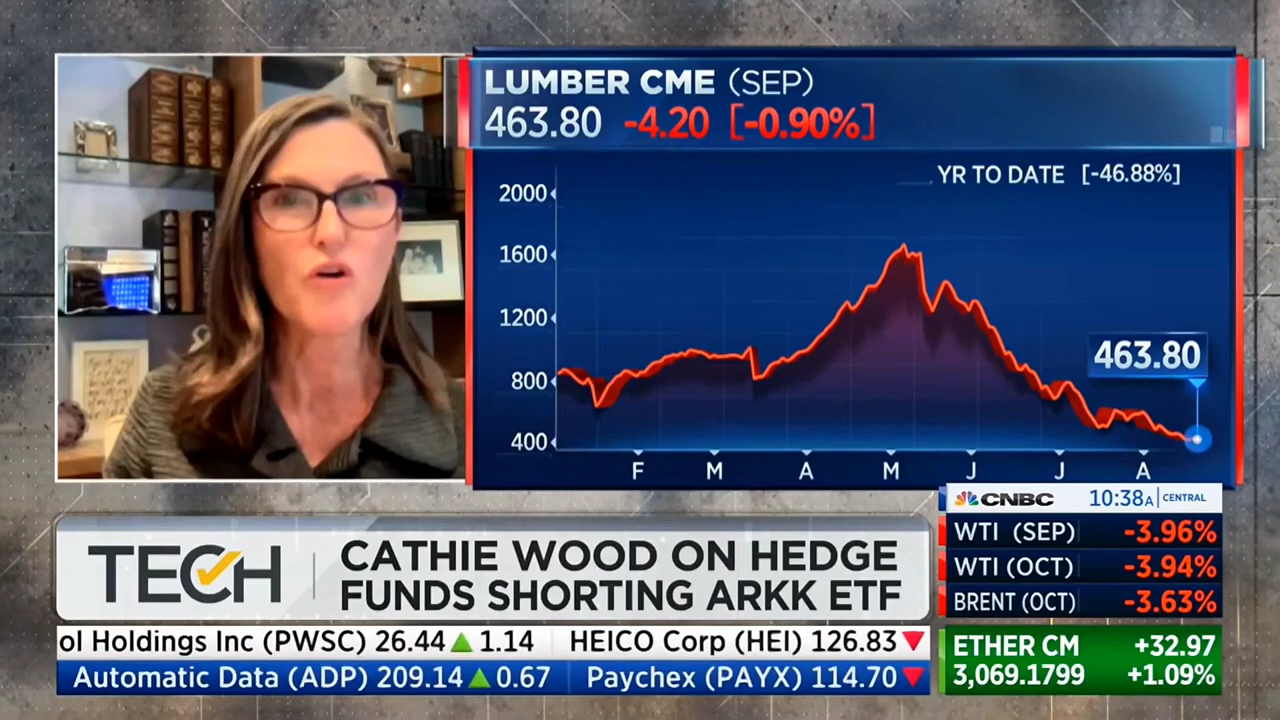 LUMBER CME (SEP)
463.80 -4.20 [-0.90%]
YR TO DATE [-46.88%]
2000
1600
1200
800
400
463.80
F M A M J J A
TECH
CATHIE WOOD ON HEDGE
FUNDS SHORTING ARKK ETF
CNBC 10:38A CENTRAL
WTI (SEP) -3.96%
WTI (OCT) -3.94%
BRENT (OCT) -3.63%
ETHER CM +32.97
3,069.1799 +1.09%
ol Holdings Inc (PWSC) 26.44 ▲ 1.14 HEICO Corp (HEI) 126.83 ▼
Automatic Data (ADP) 209.14 ▲ 0.67 Paychex (PAYX) 114.70 ▼